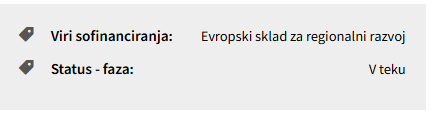 Viri sofinanciranja: Evropski sklad za regionalni razvoj
Status - faza: V teku